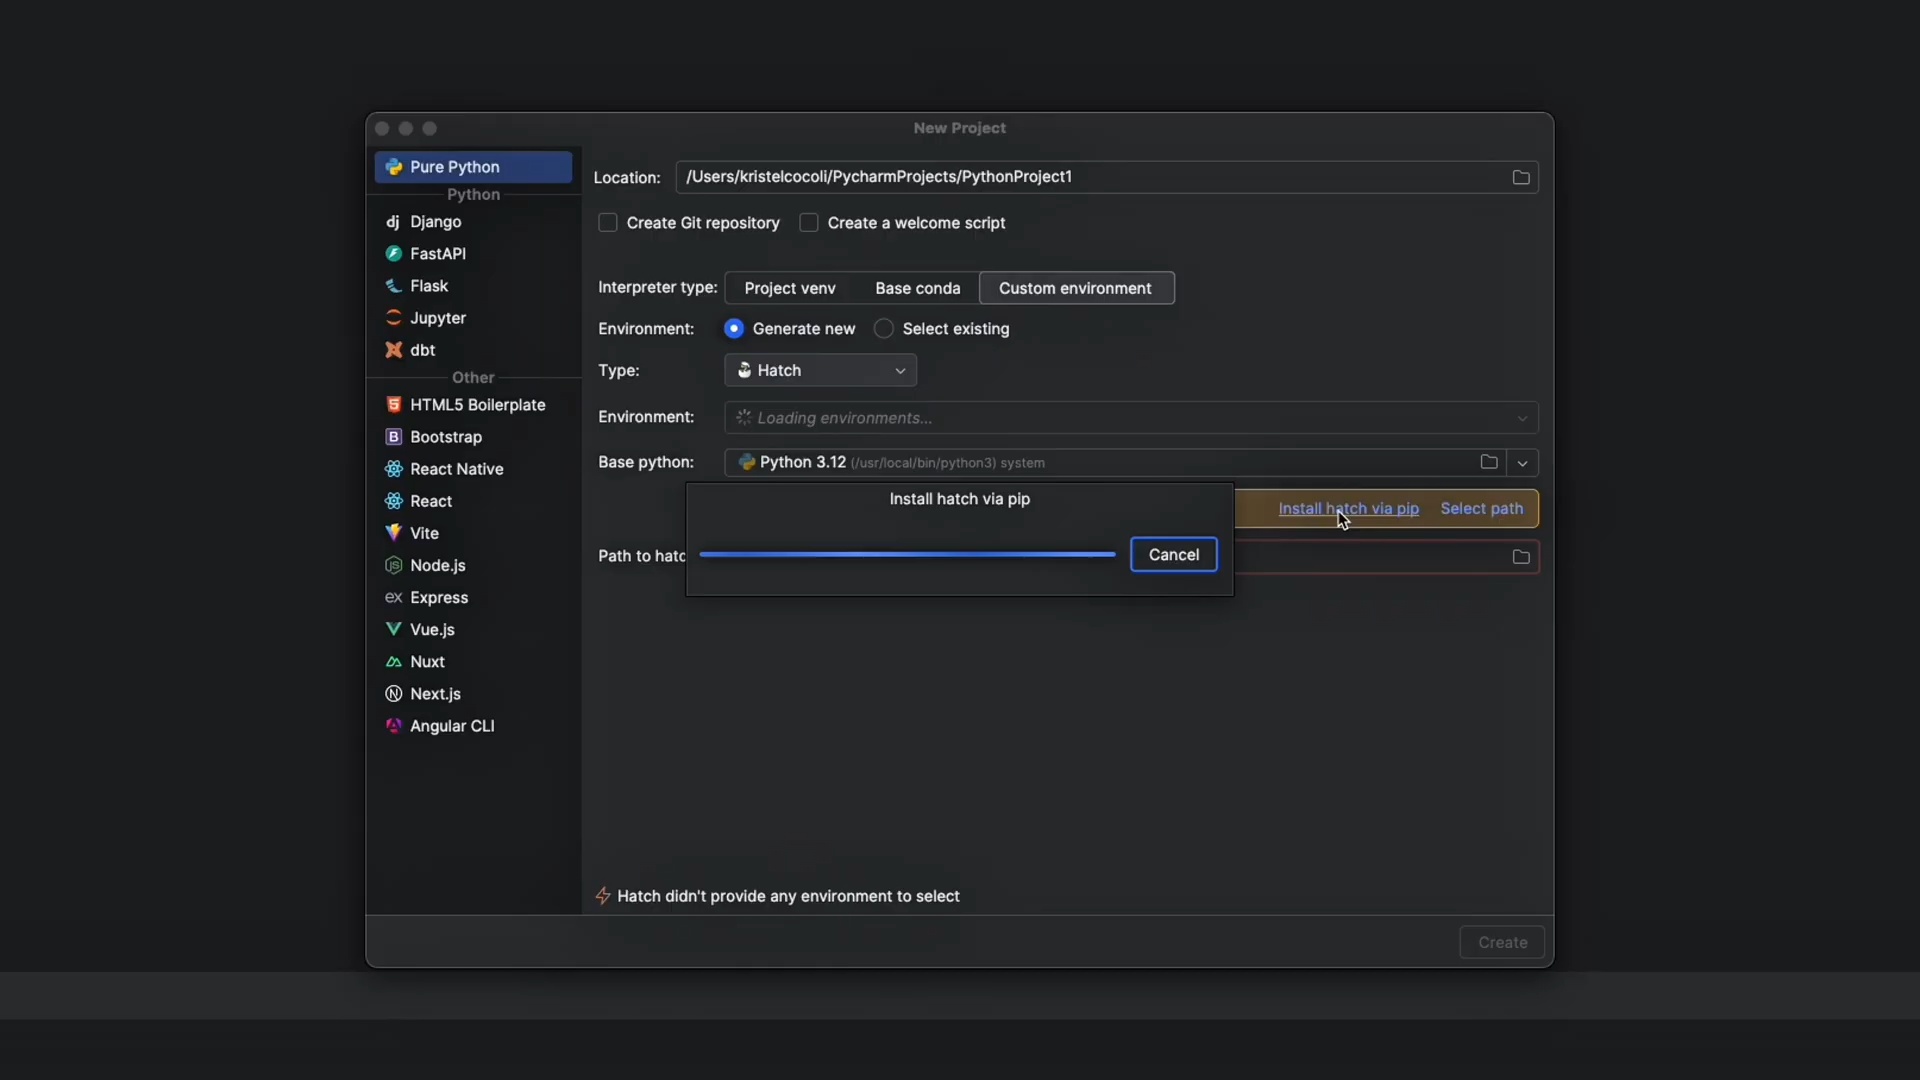 New Project
Pure Python
Python
dj Django
FastAPI
Flask
Jupyter
dbt
Other
HTML5 Boilerplate
B Bootstrap
React Native
React
Vite
Node.js
ex Express
Vue.js
Nuxt
Next.js
Angular CLI
Location: /Users/kristelcocoli/PycharmProjects/PythonProject1
Create Git repository Create a welcome script
Interpreter type: Project venv Base conda Custom environment
Environment: Generate new Select existing
Type: Hatch
Environment: Loading environments...
Base python: Python 3.12 (/usr/local/bin/python3) system
Install hatch via pip
Install hatch via pip Select path
Path to hatc
Cancel
Hatch didn't provide any environment to select
Create